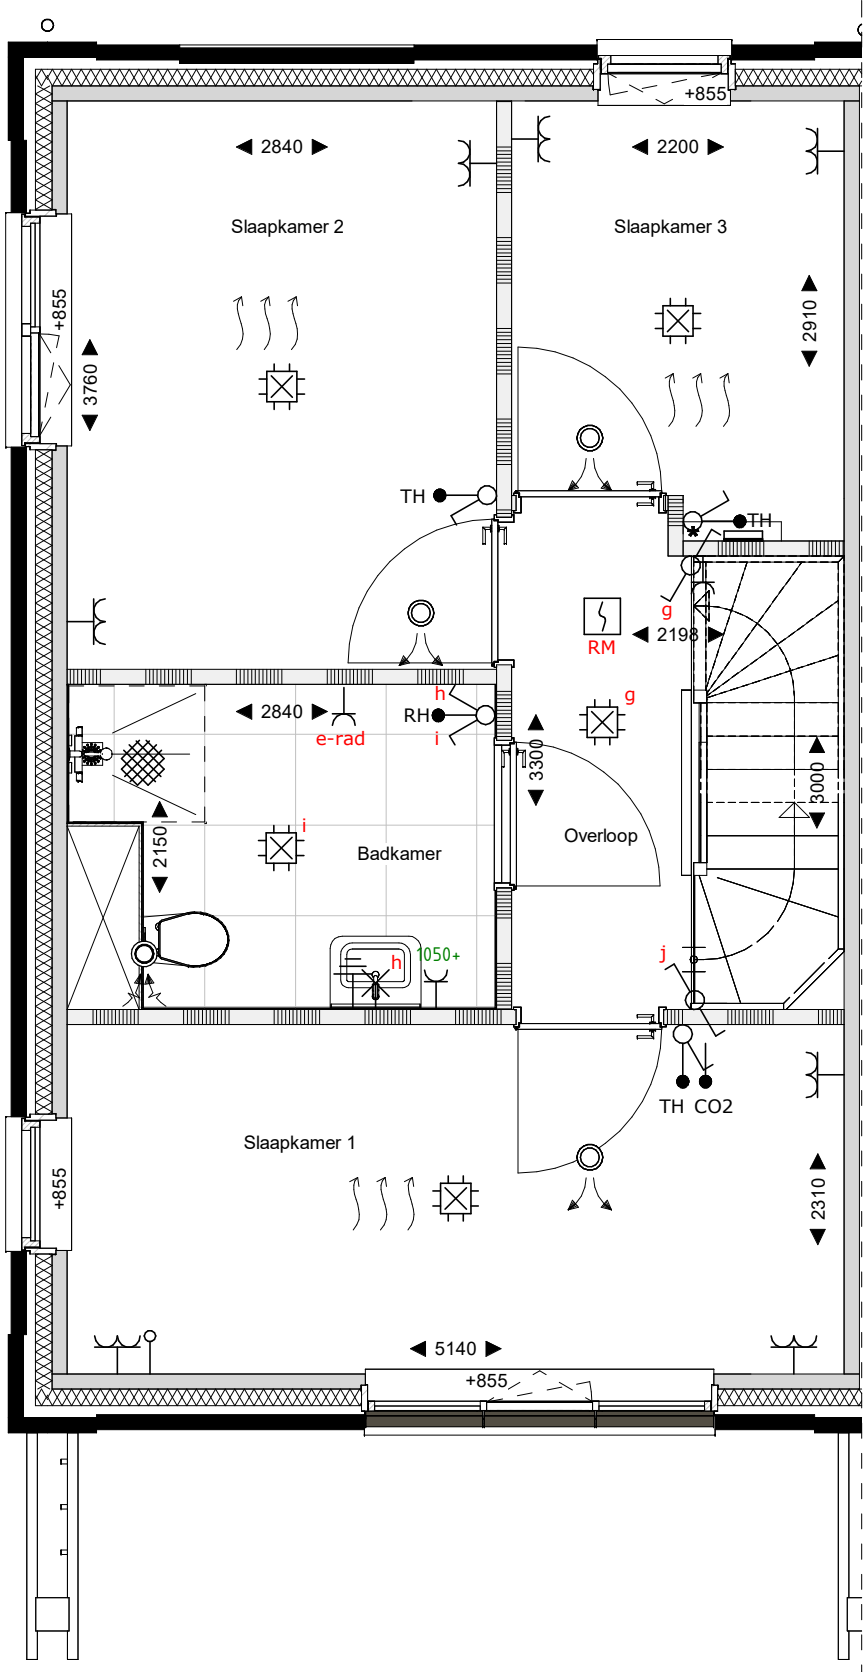 +855
2840
2200
Slaapkamer 2
Slaapkamer 3
+855
2910
3760
TH
TH
g
RM
2198
h
2840
RH
g
e-rad
i
3300
3000
i
2150
Overloop
Badkamer
1050+
h
j
TH CO2
Slaapkamer 1
+855
2310
5140
+855